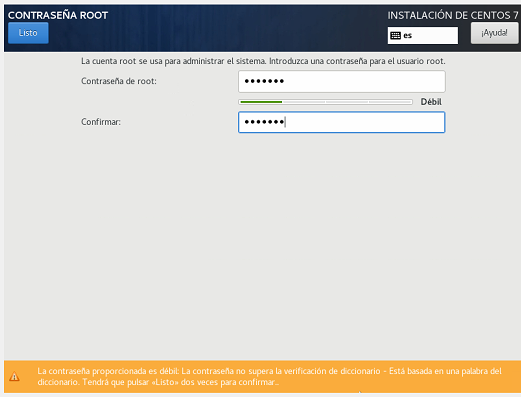 CONTRASEÑA ROOT
INSTALACIÓN DE CENTOS 7
Listo
es
¡Ayuda!
La cuenta root se usa para administrar el sistema. Introduzca una contraseña para el usuario root.
Contraseña de root:
●●●●●●●
Débil
Confirmar:
●●●●●●●
La contraseña proporcionada es débil: La contraseña no supera la verificación de diccionario - Está basada en una palabra del
diccionario. Tendrá que pulsar «Listo» dos veces para confirmar..